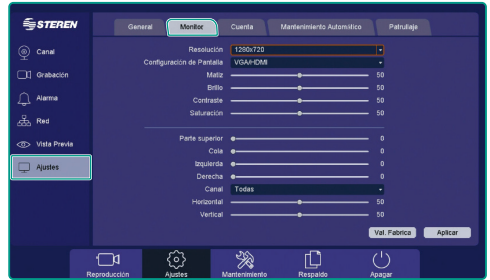 STEREN
General Monitor Cuenta Mantenimiento Automático Patrullaje
Canal
Grabación
Alarma
Red
Vista Previa
Ajustes
Resolución 1280x720
Configuración de Pantalla VGA/HDMI
Matiz 50
Brillo 50
Contraste 50
Saturación 50
Parte superior 0
Cola 0
Izquierda 0
Derecha 0
Canal Todas
Horizontal 50
Vertical 50
Val. Fabrica Aplicar
Reproducción Ajustes Mantenimiento Respaldo Apagar